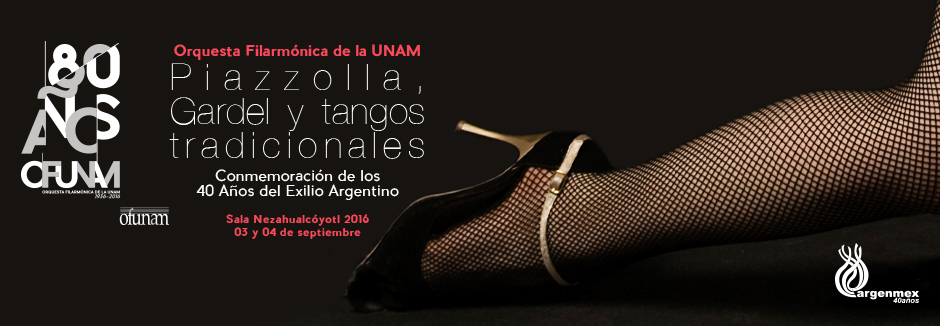 80
AÑOS
OFUNAM
ORQUESTA FILARMÓNICA DE LA UNAM
1936-2016
ofunam
Orquesta Filarmónica de la UNAM
Piazzolla,
Gardel y tangos
tradicionales
Conmemoración de los
40 Años del Exilio Argentino
Sala Nezahualcóyotl 2016
03 y 04 de septiembre
argenmex
40años